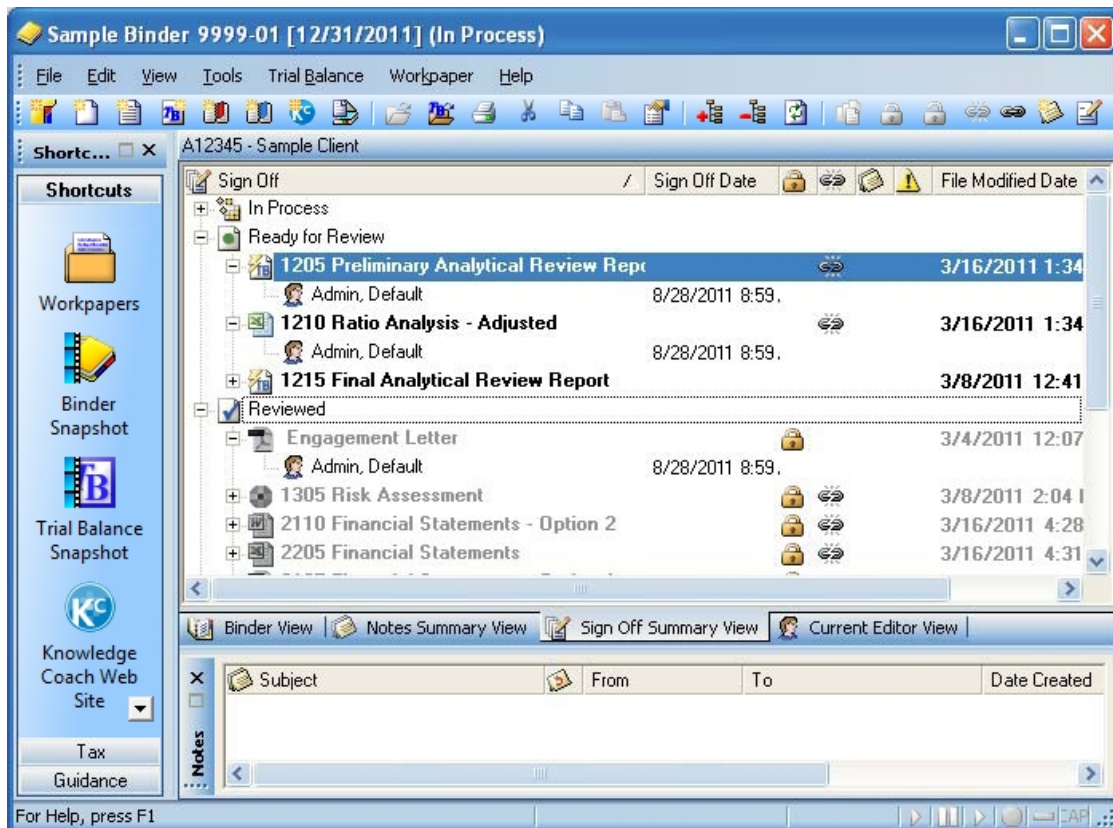 Sample Binder 9999-01 [12/31/2011] (In Process)
File Edit View Tools Trial Balance Workpaper Help
Shortc...
A12345 - Sample Client
Shortcuts
Workpapers
Binder
Snapshot
Trial Balance
Snapshot
Knowledge
Coach Web
Site
Tax
Guidance
Sign Off / Sign Off Date File Modified Date
In Process
Ready for Review
1205 Preliminary Analytical Review Repo 3/16/2011 1:34
Admin, Default 8/28/2011 8:59.
1210 Ratio Analysis - Adjusted 3/16/2011 1:34
Admin, Default 8/28/2011 8:59.
1215 Final Analytical Review Report 3/8/2011 12:41
Reviewed
Engagement Letter 3/4/2011 12:07
Admin, Default 8/28/2011 8:59.
1305 Risk Assessment 3/8/2011 2:04
2110 Financial Statements - Option 2 3/16/2011 4:28
2205 Financial Statements 3/16/2011 4:31
Binder View Notes Summary View Sign Off Summary View Current Editor View
Notes
Subject From To Date Created
For Help, press F1